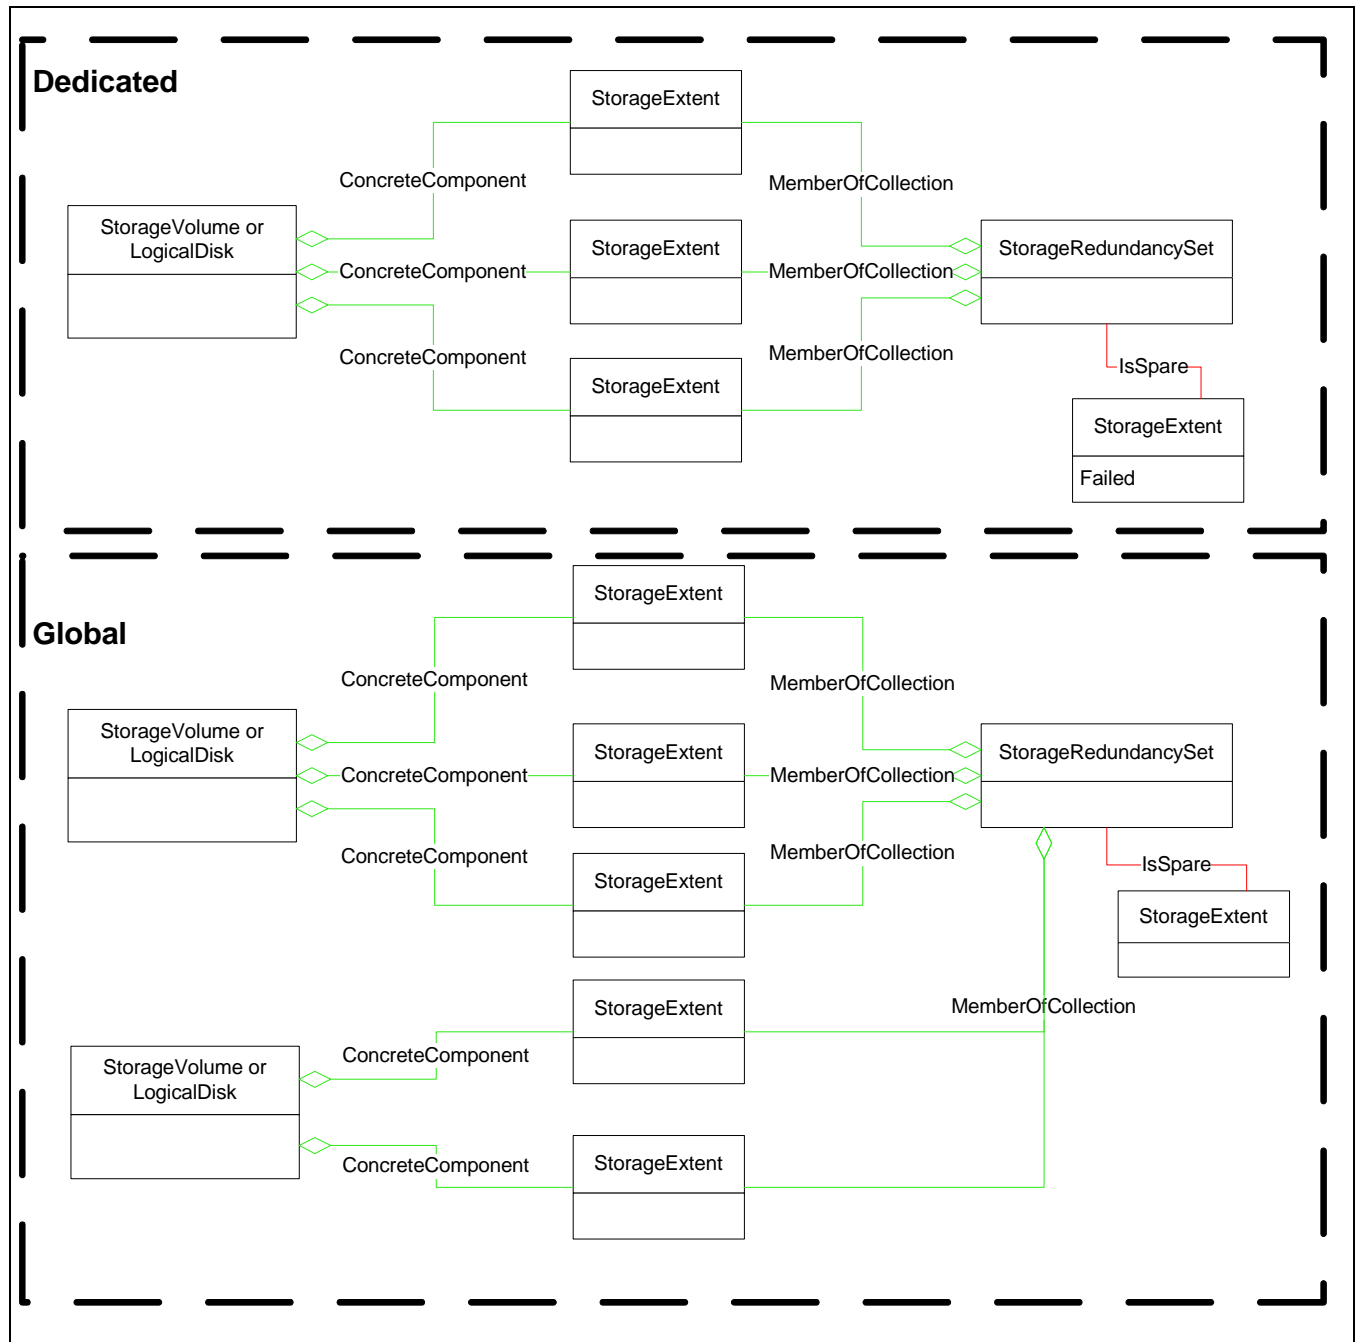 Dedicated
StorageExtent
ConcreteComponent
MemberOfCollection
StorageVolume or
LogicalDisk
StorageExtent
StorageRedundancySet
ConcreteComponent
MemberOfCollection
ConcreteComponent
MemberOfCollection
IsSpare
StorageExtent
StorageExtent
Failed
Global
StorageExtent
ConcreteComponent
MemberOfCollection
StorageVolume or
LogicalDisk
StorageExtent
StorageRedundancySet
ConcreteComponent
MemberOfCollection
ConcreteComponent
MemberOfCollection
IsSpare
StorageExtent
StorageExtent
StorageExtent
MemberOfCollection
ConcreteComponent
StorageVolume or
LogicalDisk
ConcreteComponent
StorageExtent